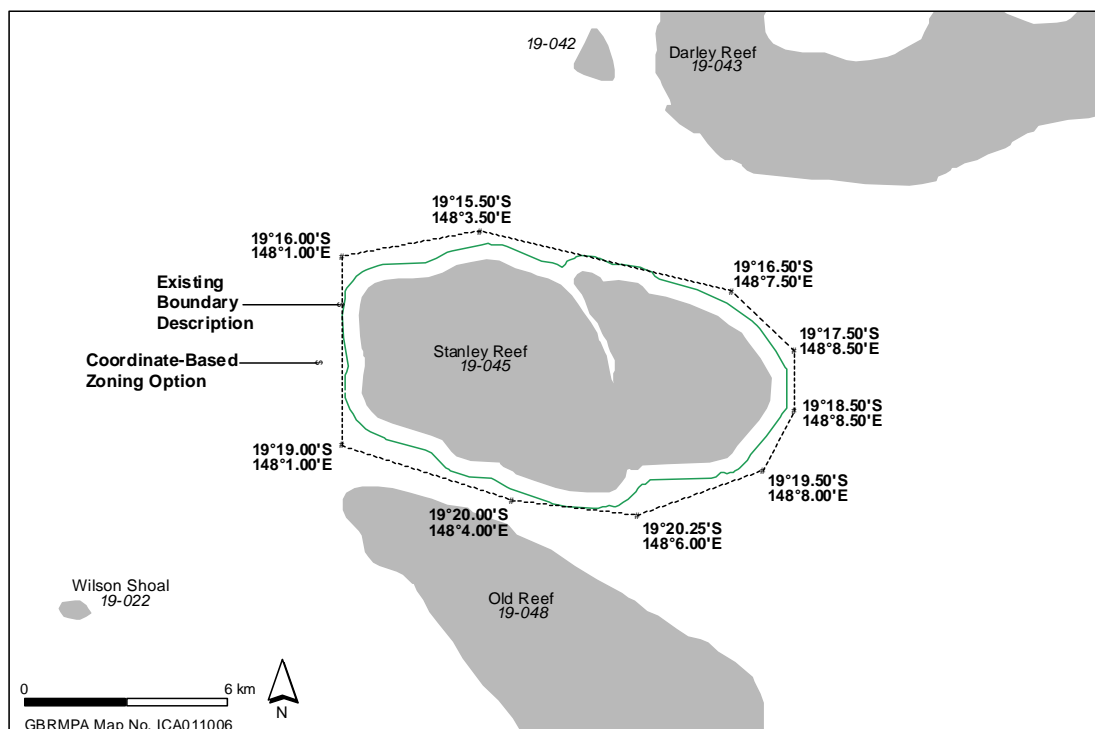 19-042
Darley Reef
19-043
19°15.50'S
148°3.50'E
19°16.00'S
148°1.00'E
19°16.50'S
148°7.50'E
Existing
Boundary
Description
19°17.50'S
148°8.50'E
Coordinate-Based
Zoning Option
Stanley Reef
19-045
19°18.50'S
148°8.50'E
19°19.00'S
148°1.00'E
19°19.50'S
148°8.00'E
19°20.00'S
148°4.00'E
19°20.25'S
148°6.00'E
Wilson Shoal
19-022
Old Reef
19-048
0 6 km
N
GBRMPA Map No. ICA011006